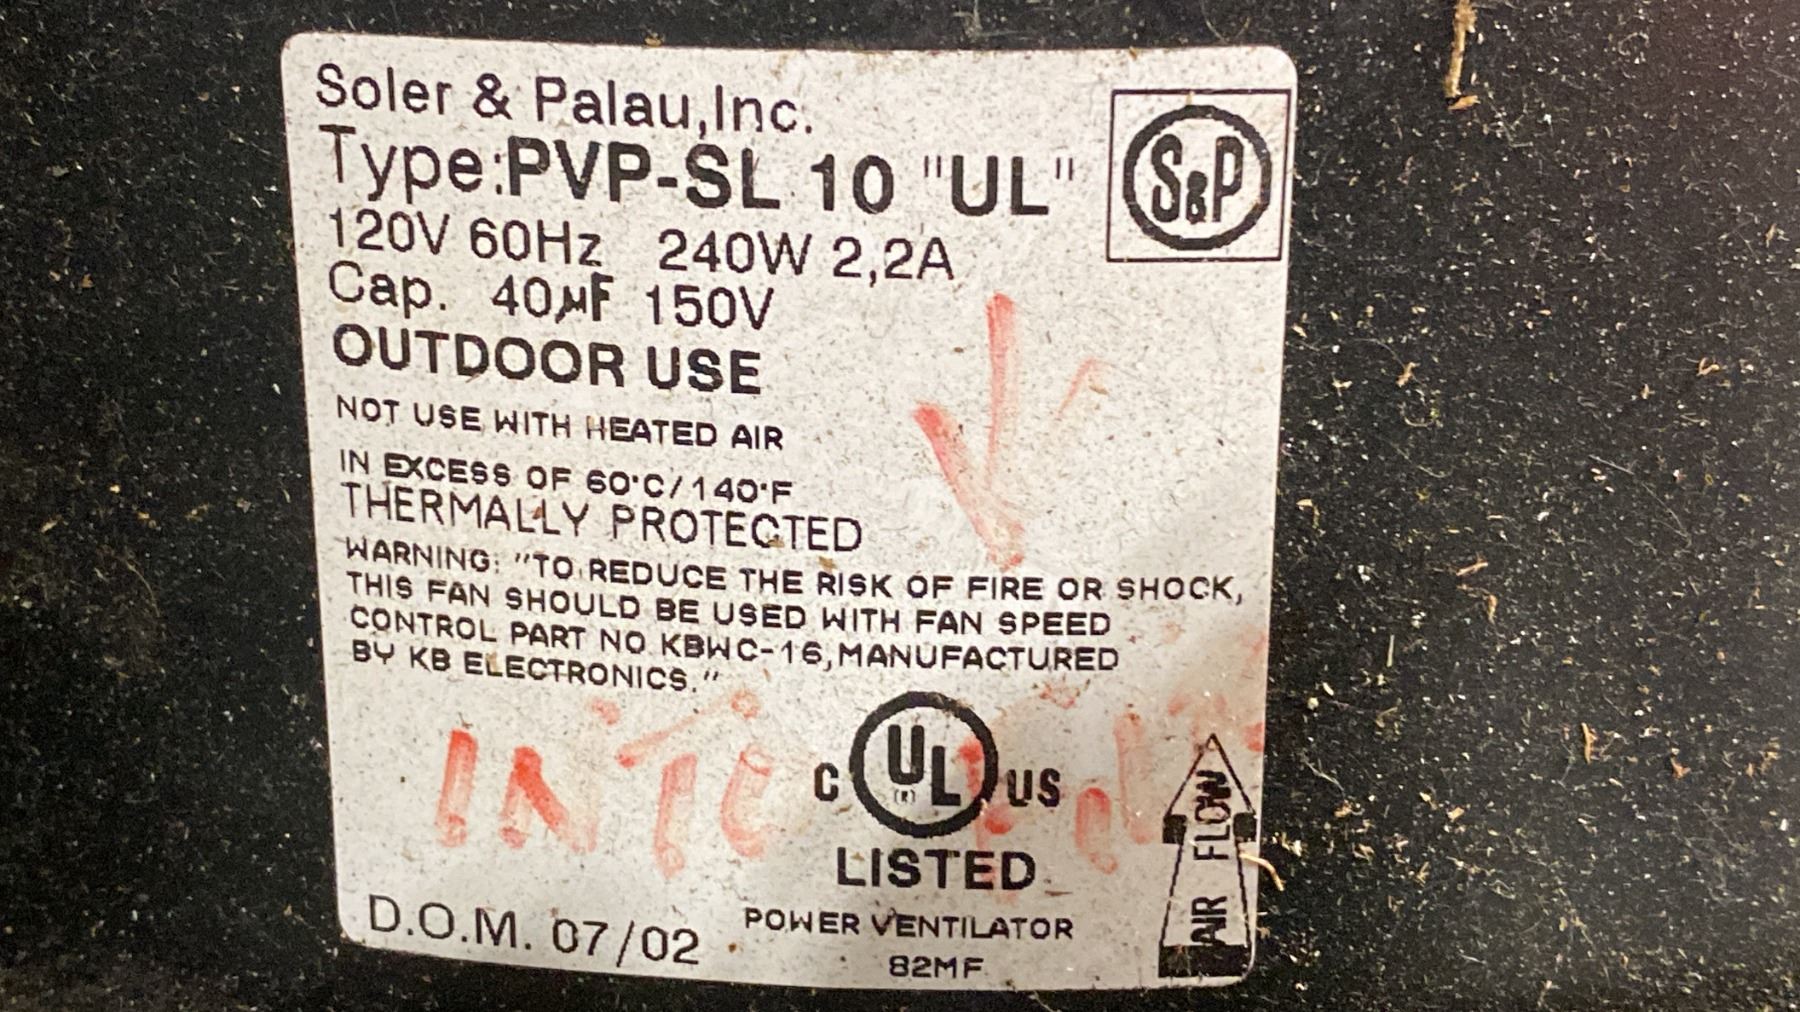 Soler & Palau,Inc.
Type:PVP-SL 10 "UL"
S&P
120V 60Hz 240W 2,2A
Cap. 40µF 150V
OUTDOOR USE
NOT USE WITH HEATED AIR
IN EXCESS OF 60°C/140°F
THERMALLY PROTECTED
WARNING: "TO REDUCE THE RISK OF FIRE OR SHOCK,
THIS FAN SHOULD BE USED WITH FAN SPEED
CONTROL PART NO KBWC-16, MANUFACTURED
BY KB ELECTRONICS."
C UL (R) US
LISTED
POWER VENTILATOR
82MF
D.O.M. 07/02
AIR FLOW